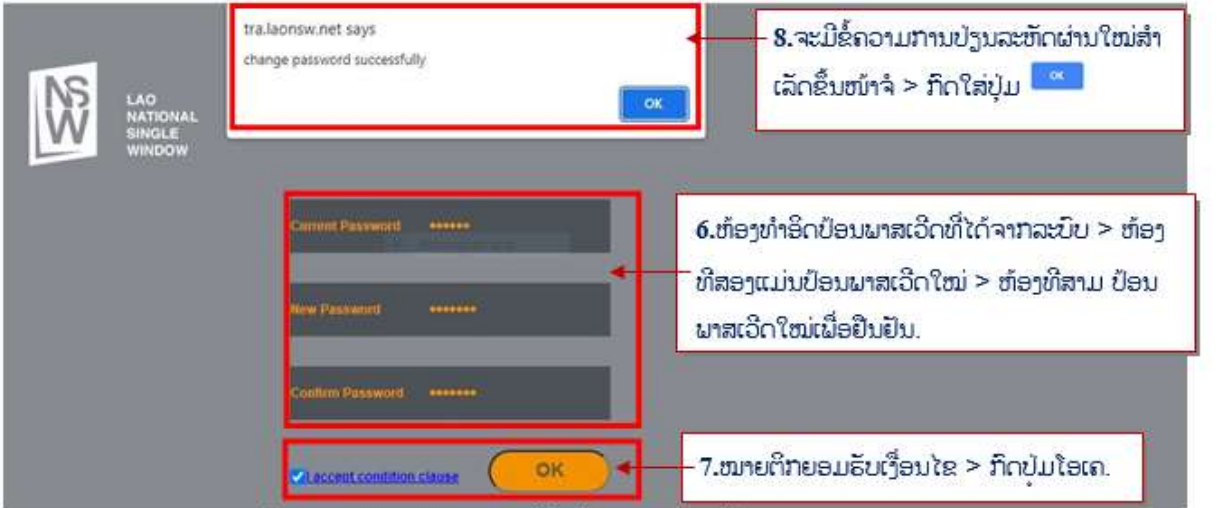 tra.laonsw.net says
change password successfully
OK
8.ຈະມີຂໍ້ຄວາມການປ່ຽນລະຫັດຜ່ານໃໝ່ສຳ
ເລັດຂຶ້ນໜ້າຈໍ > ກົດໃສ່ປຸ່ມ OK
NS
W
LAO
NATIONAL
SINGLE
WINDOW
Current Password ••••••
New Password •••••••
Confirm Password •••••••
6.ຫ້ອງທຳອິດປ້ອນພາສເວີດທີ່ໄດ້ຈາກລະບົບ > ຫ້ອງ
ທີສອງແມ່ນປ້ອນພາສເວີດໃໝ່ > ຫ້ອງທີສາມ ປ້ອນ
ພາສເວີດໃໝ່ເພື່ອຢືນຢັນ.
I accept condition clause
OK
7.ໝາຍຕິກຍອມຮັບເງື່ອນໄຂ > ກົດປຸ່ມໂອເຄ.